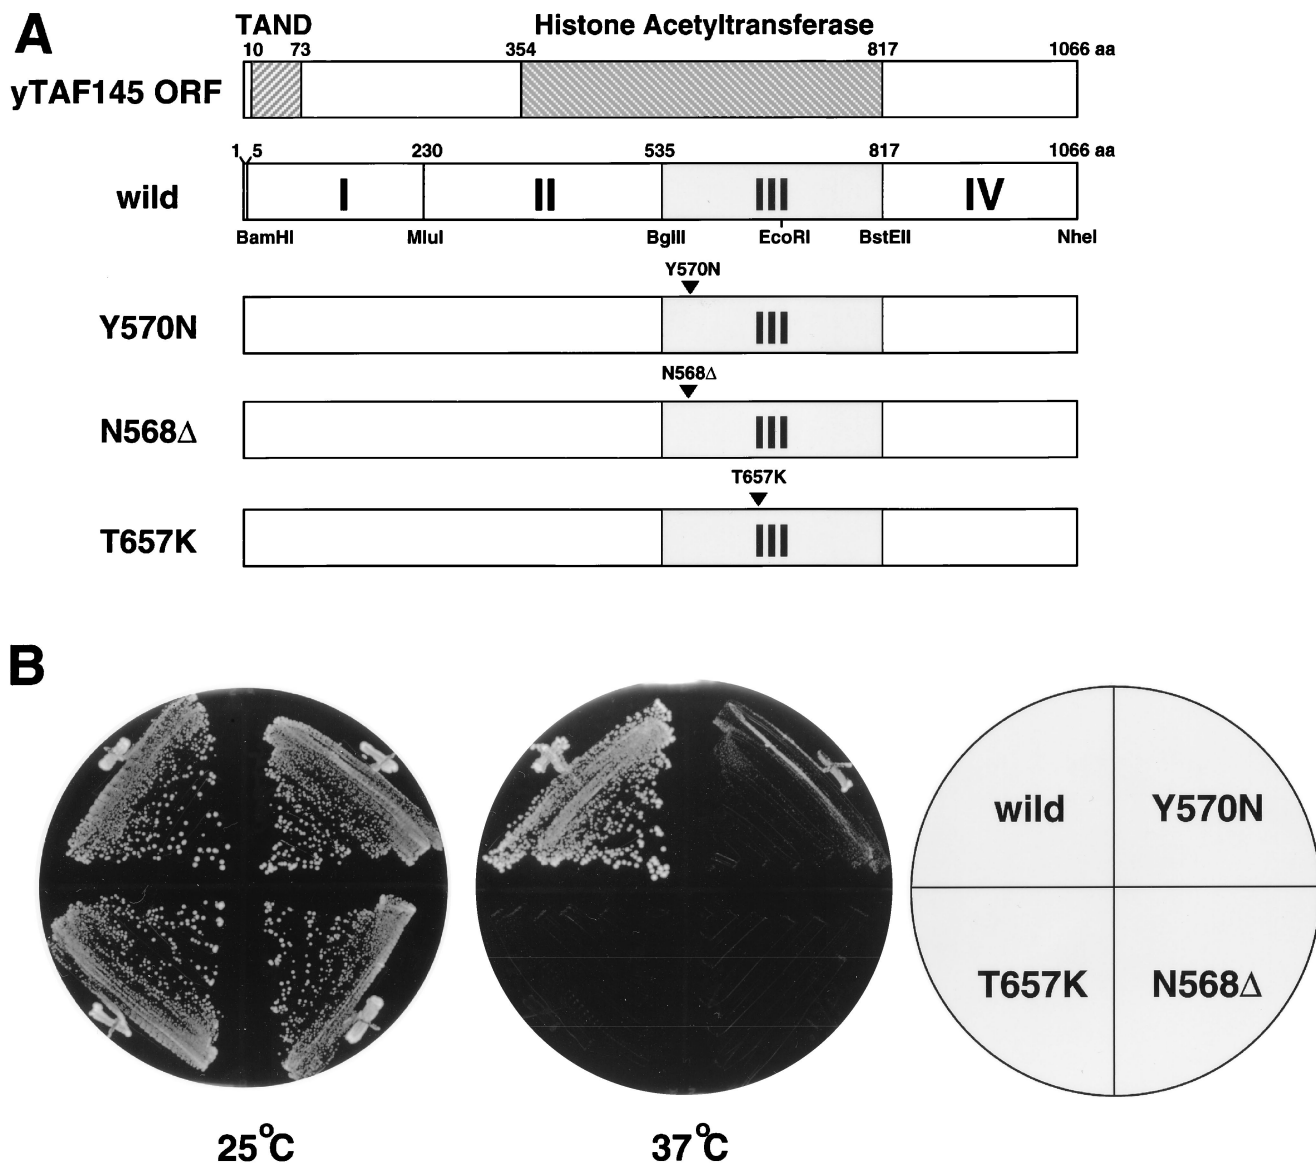 A
TAND Histone Acetyltransferase
10 73 354 817 1066 aa
yTAF145 ORF
1 5 230 535 817 1066 aa
wild I II III IV
BamHI MluI BglII EcoRI BstEII NheI
Y570N
Y570N III
N568Δ
N568Δ III
T657K
T657K III
B
wild Y570N
T657K N568Δ
25°C 37°C